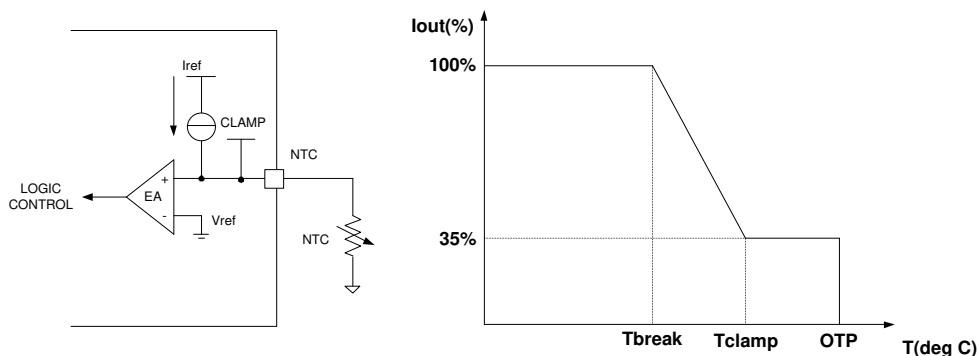 Iref
CLAMP
NTC
+
EA
-
LOGIC
CONTROL
Vref
NTC
Iout(%)
100%
35%
Tbreak
Tclamp
OTP
T(deg C)